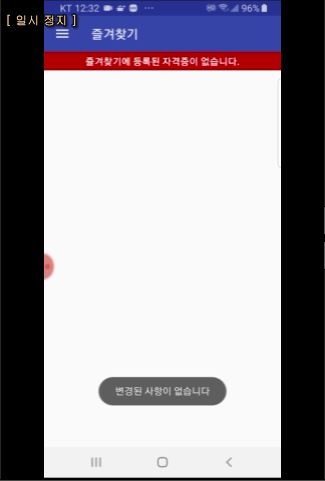 [ 일시 정지 ]
KT 12:32 ··· 96%
즐겨찾기
즐겨찾기에 등록된 자격증이 없습니다.
변경된 사항이 없습니다